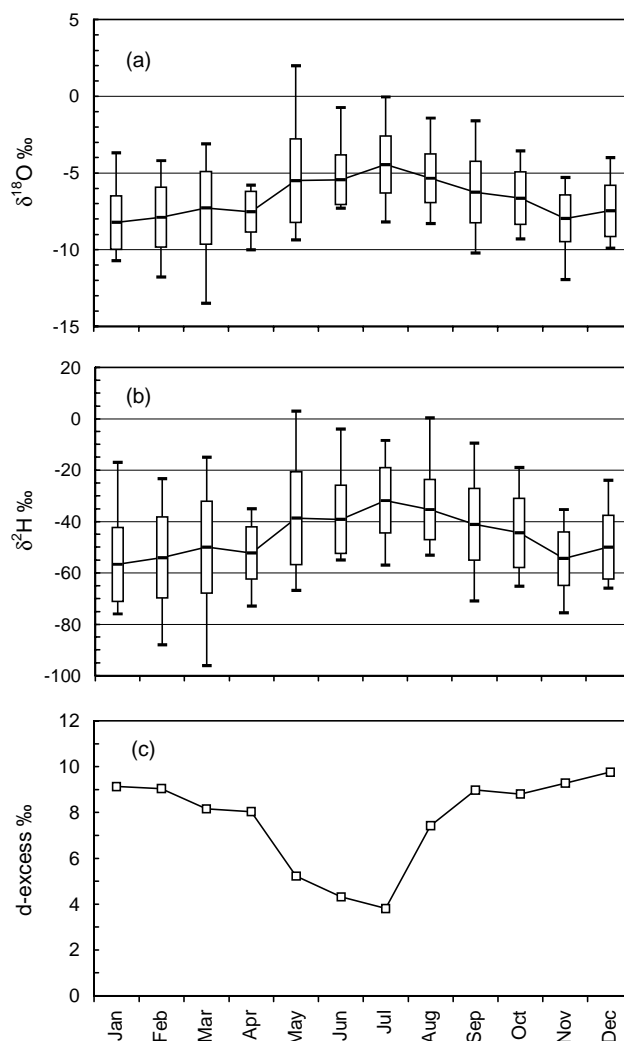 5
(a)
0
-5
-10
-15
δ18O ‰
20
(b)
0
-20
-40
-60
-80
-100
δ2H ‰
12
(c)
10
8
6
4
2
0
d-excess ‰
Jan Feb Mar Apr May Jun Jul Aug Sep Oct Nov Dec